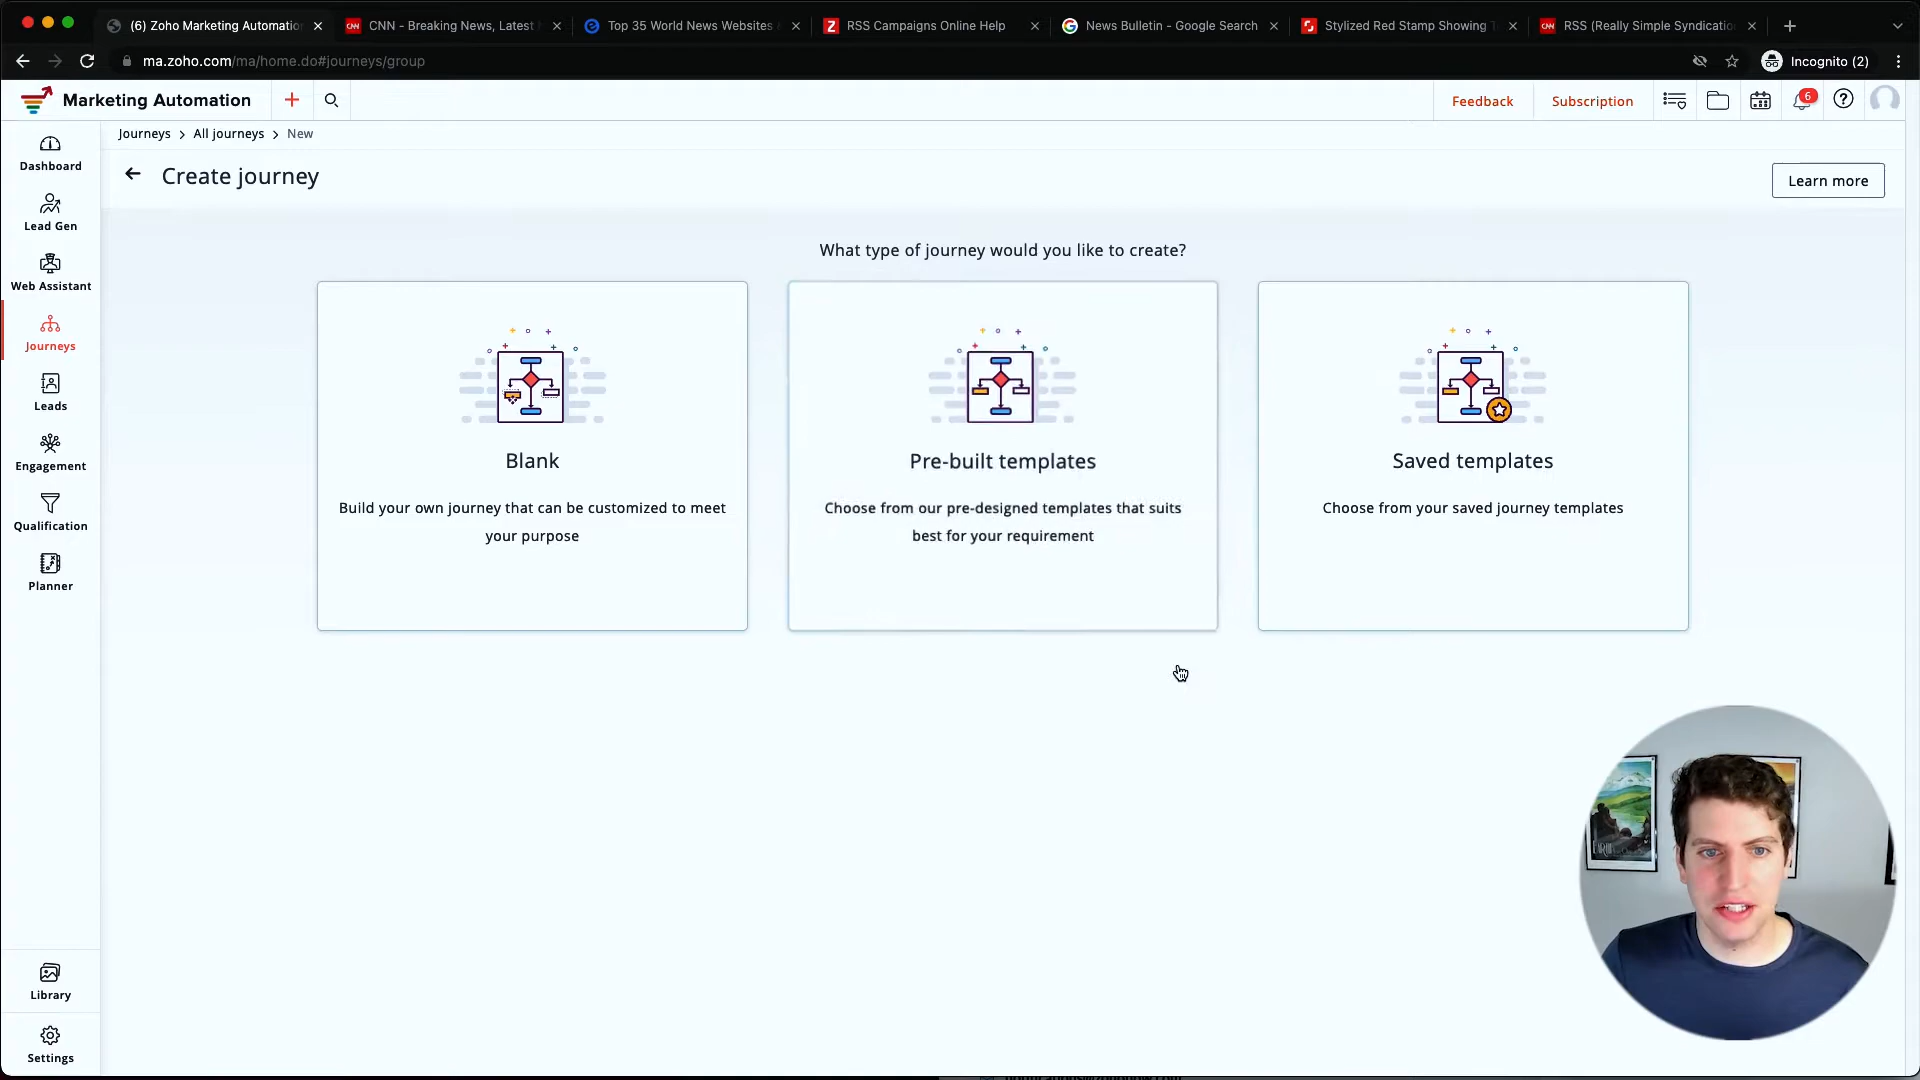 (6) Zoho Marketing Automation
CNN - Breaking News, Latest
Top 35 World News Websites
RSS Campaigns Online Help
News Bulletin - Google Search
Stylized Red Stamp Showing
RSS (Really Simple Syndication
ma.zoho.com/ma/home.do#journeys/group
Incognito (2)
Marketing Automation
Feedback
Subscription
6
Journeys > All journeys > New
Create journey
Learn more
Dashboard
Lead Gen
Web Assistant
Journeys
Leads
Engagement
Qualification
Planner
Library
Settings
What type of journey would you like to create?
Blank
Build your own journey that can be customized to meet
your purpose
Pre-built templates
Choose from our pre-designed templates that suits
best for your requirement
Saved templates
Choose from your saved journey templates